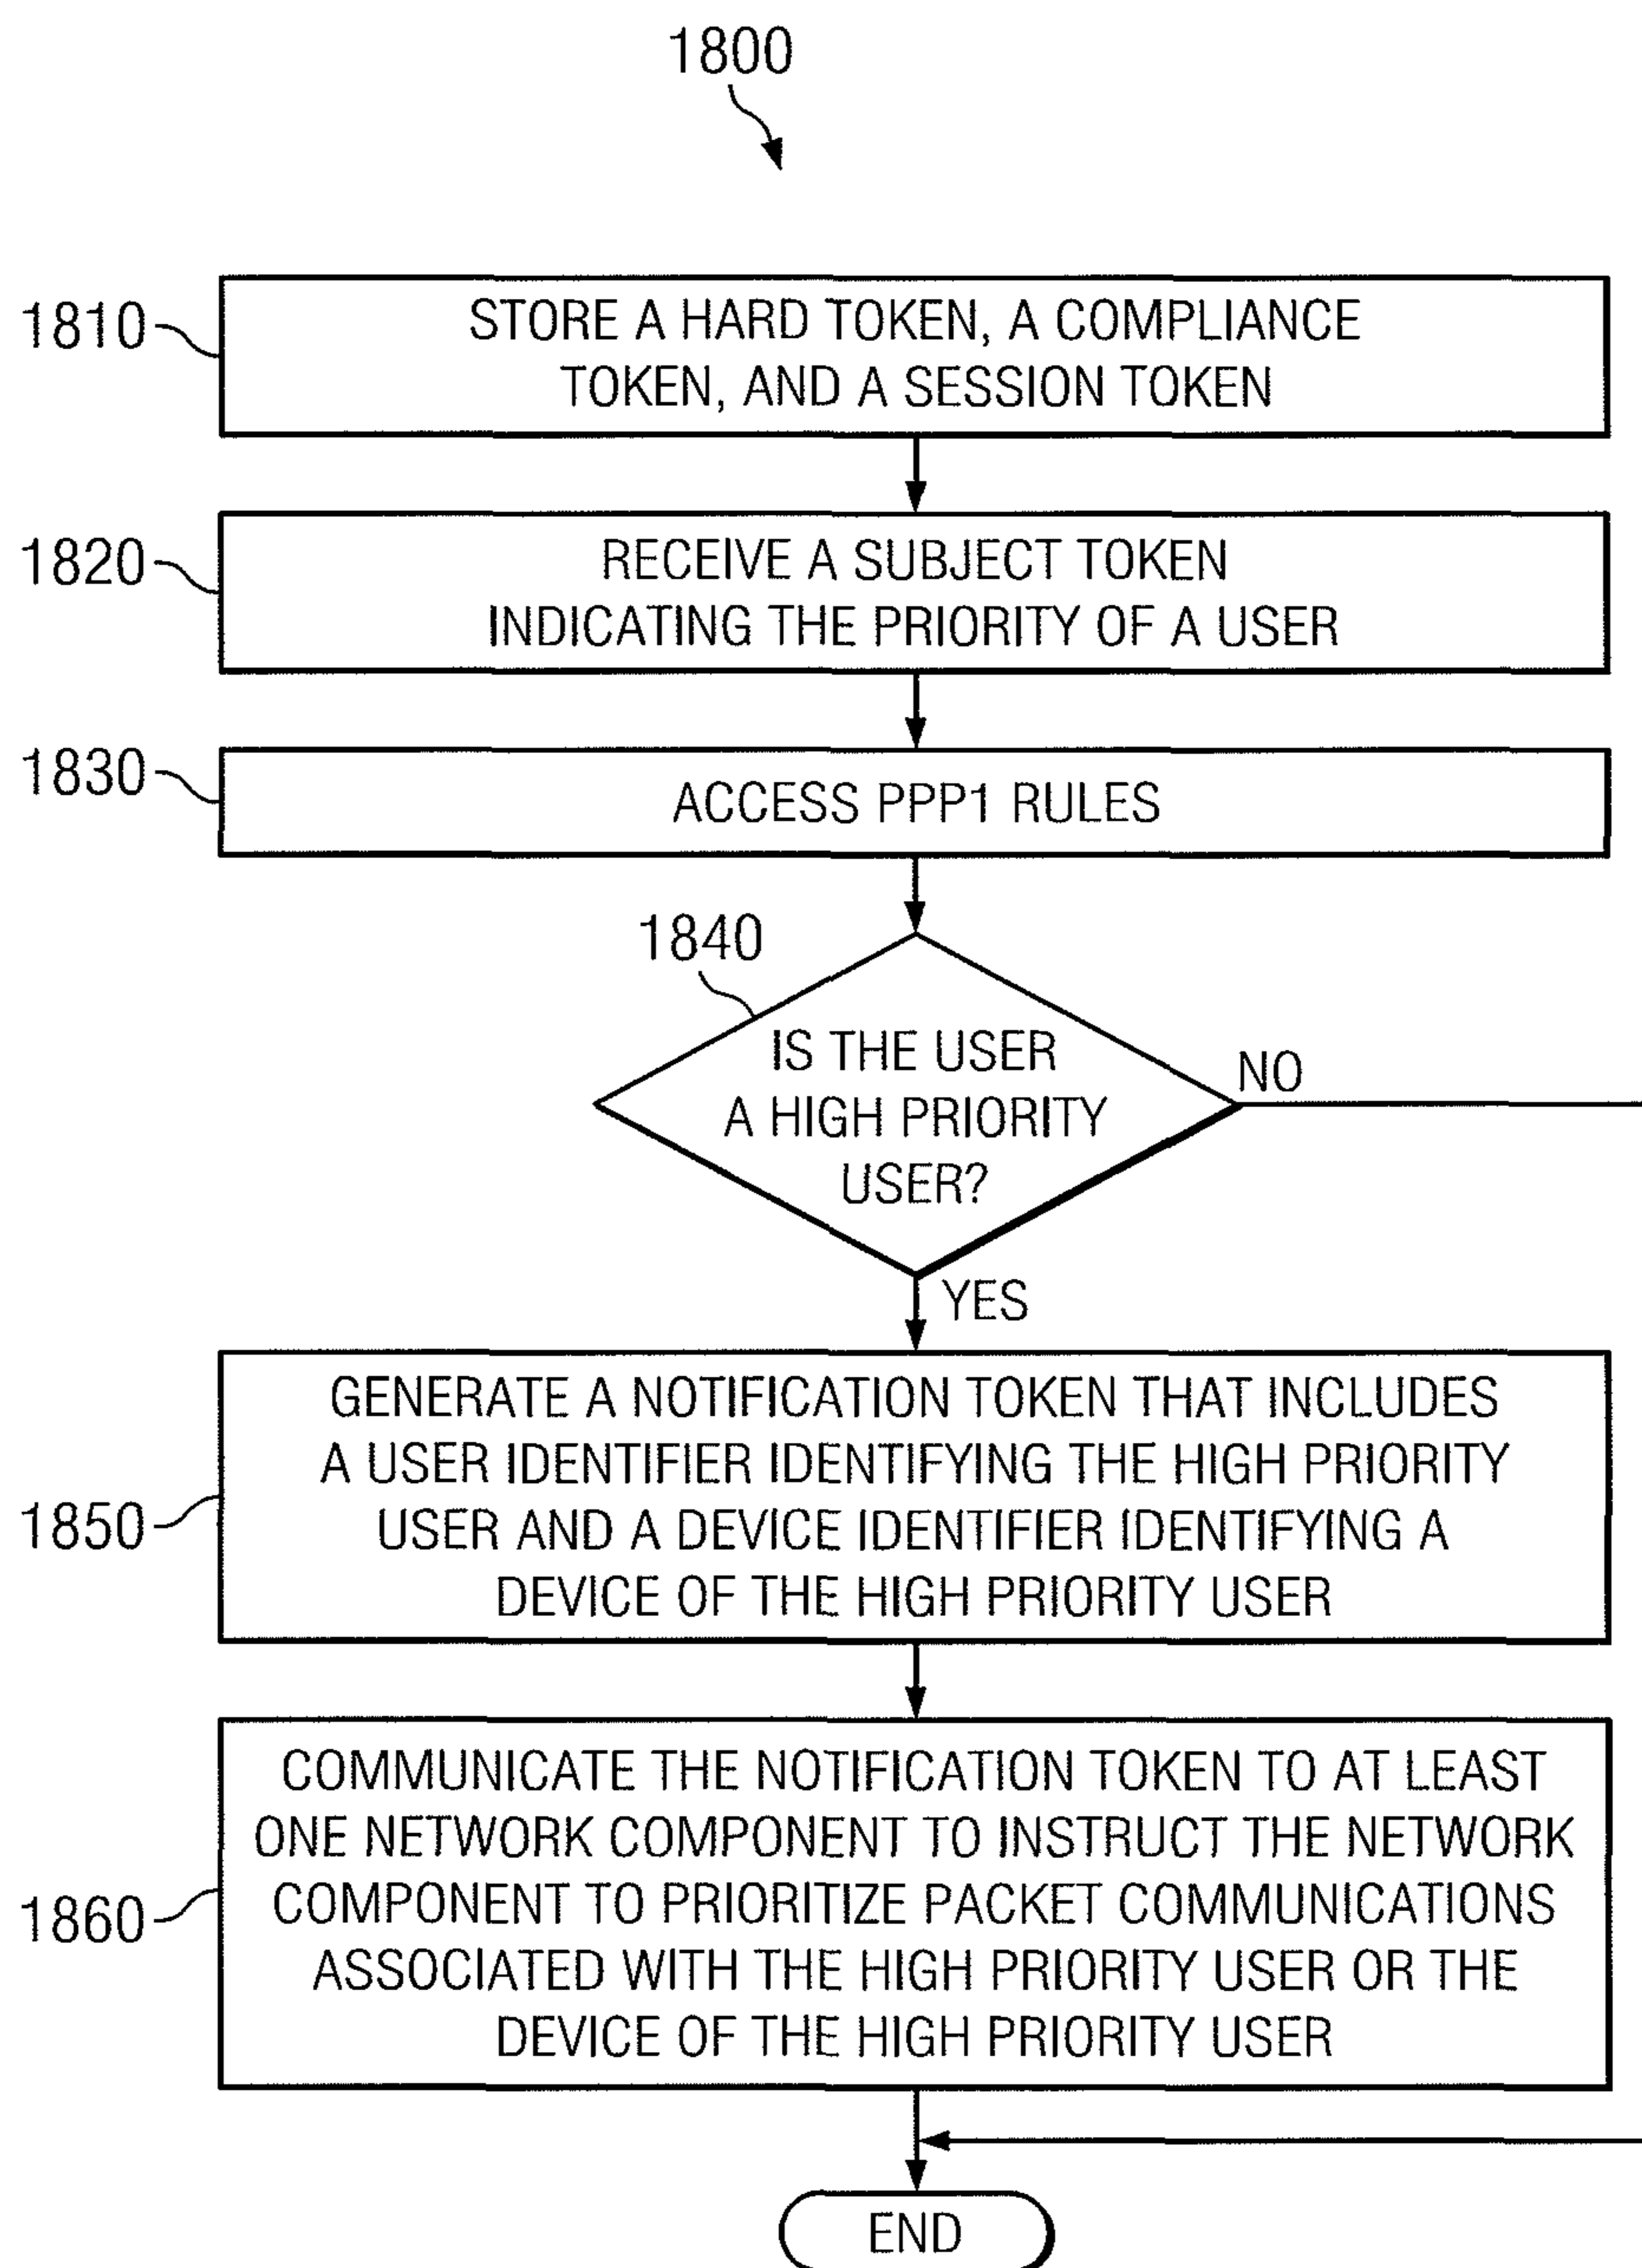 1800
1810
STORE A HARD TOKEN, A COMPLIANCE
TOKEN, AND A SESSION TOKEN
1820
RECEIVE A SUBJECT TOKEN
INDICATING THE PRIORITY OF A USER
1830
ACCESS PPP1 RULES
1840
IS THE USER
A HIGH PRIORITY
USER?
NO
YES
1850
GENERATE A NOTIFICATION TOKEN THAT INCLUDES
A USER IDENTIFIER IDENTIFYING THE HIGH PRIORITY
USER AND A DEVICE IDENTIFIER IDENTIFYING A
DEVICE OF THE HIGH PRIORITY USER
1860
COMMUNICATE THE NOTIFICATION TOKEN TO AT LEAST
ONE NETWORK COMPONENT TO INSTRUCT THE NETWORK
COMPONENT TO PRIORITIZE PACKET COMMUNICATIONS
ASSOCIATED WITH THE HIGH PRIORITY USER OR THE
DEVICE OF THE HIGH PRIORITY USER
END